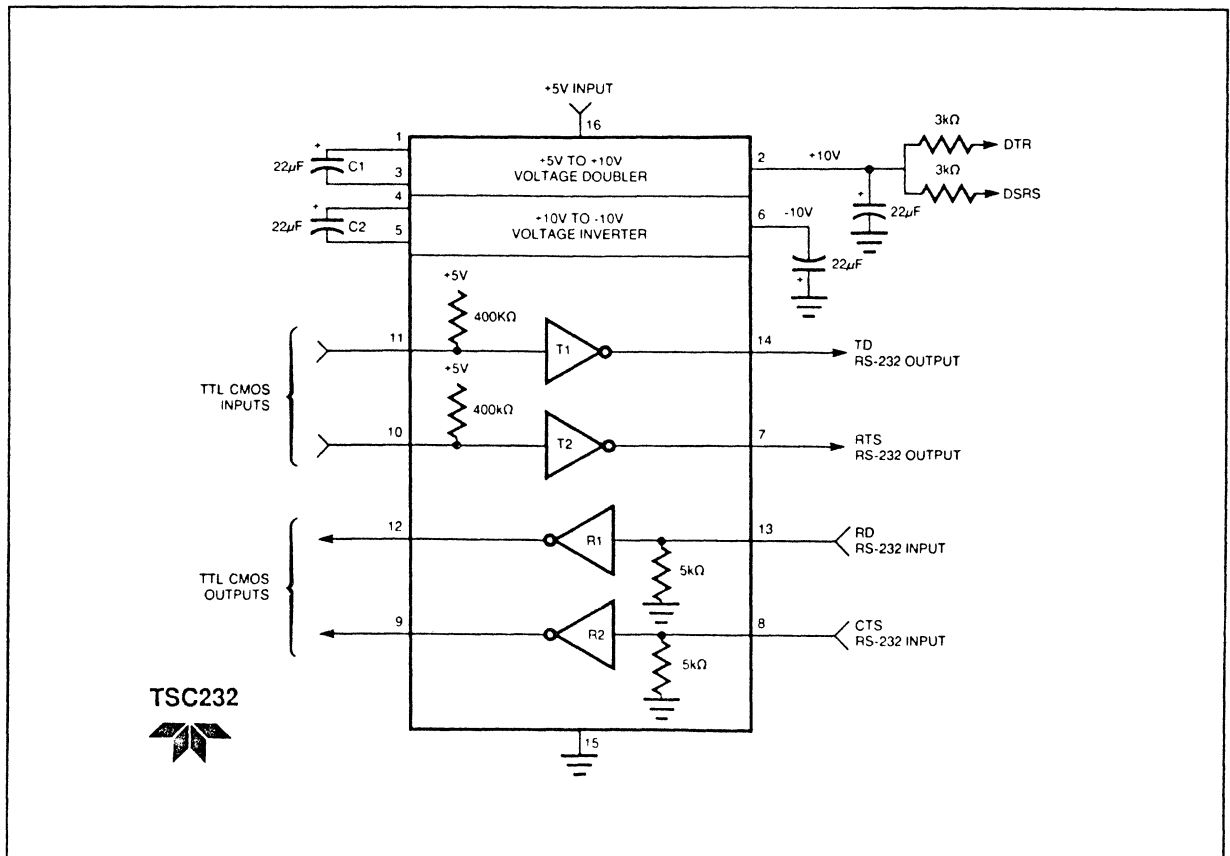 +5V INPUT
16
1
+
22µF
C1
3
+5V TO +10V
VOLTAGE DOUBLER
2
+10V
3kΩ
DTR
3kΩ
DSRS
+
22µF
4
+
22µF
C2
5
+10V TO -10V
VOLTAGE INVERTER
6
-10V
22µF
+
+5V
400KΩ
11
T1
14
TD
RS-232 OUTPUT
TTL CMOS
INPUTS
+5V
400kΩ
10
T2
7
RTS
RS-232 OUTPUT
12
R1
13
RD
RS-232 INPUT
5kΩ
TTL CMOS
OUTPUTS
9
R2
8
CTS
RS-232 INPUT
5kΩ
TSC232
15